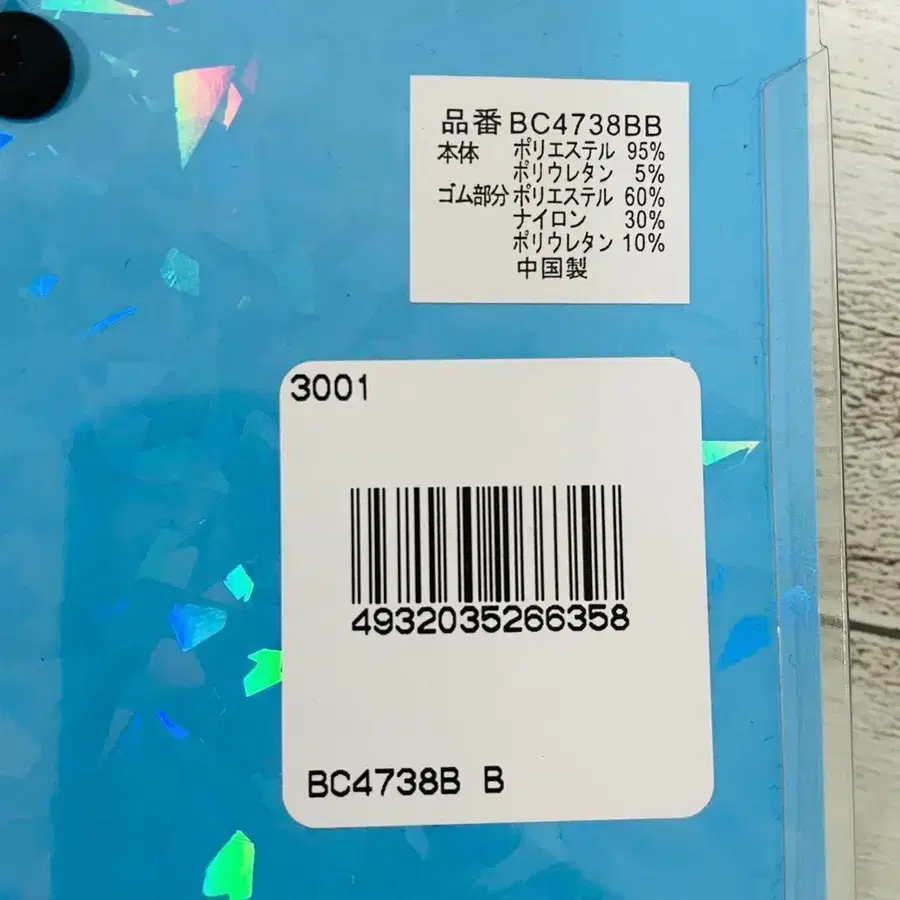 品番 BC4738BB
本体 ポリエステル 95%
ポリウレタン 5%
ゴム部分 ポリエステル 60%
ナイロン 30%
ポリウレタン 10%
中国製
3001
4932035266358
BC4738B B